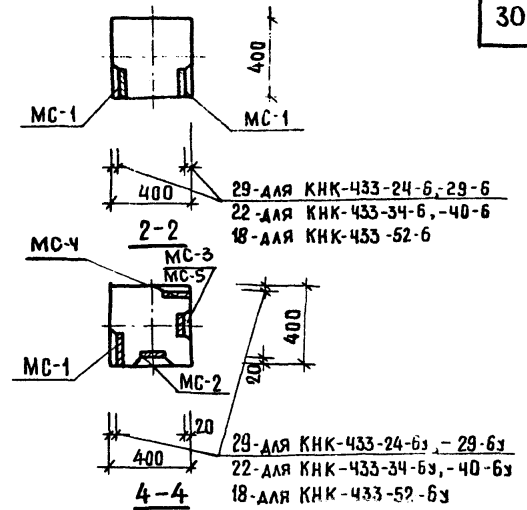 30
400
МС-1
МС-1
400
29-для КНК-433-24-6,-29-6
22-для КНК-433-34-6,-40-6
18-для КНК-433-52-6
2-2
МС-4
МС-3
МС-5
400
20
МС-1
МС-2
20
400
29-для КНК-433-24-6у,-29-6у
22-для КНК-433-34-6у,-40-6у
18-для КНК-433-52-6у
4-4